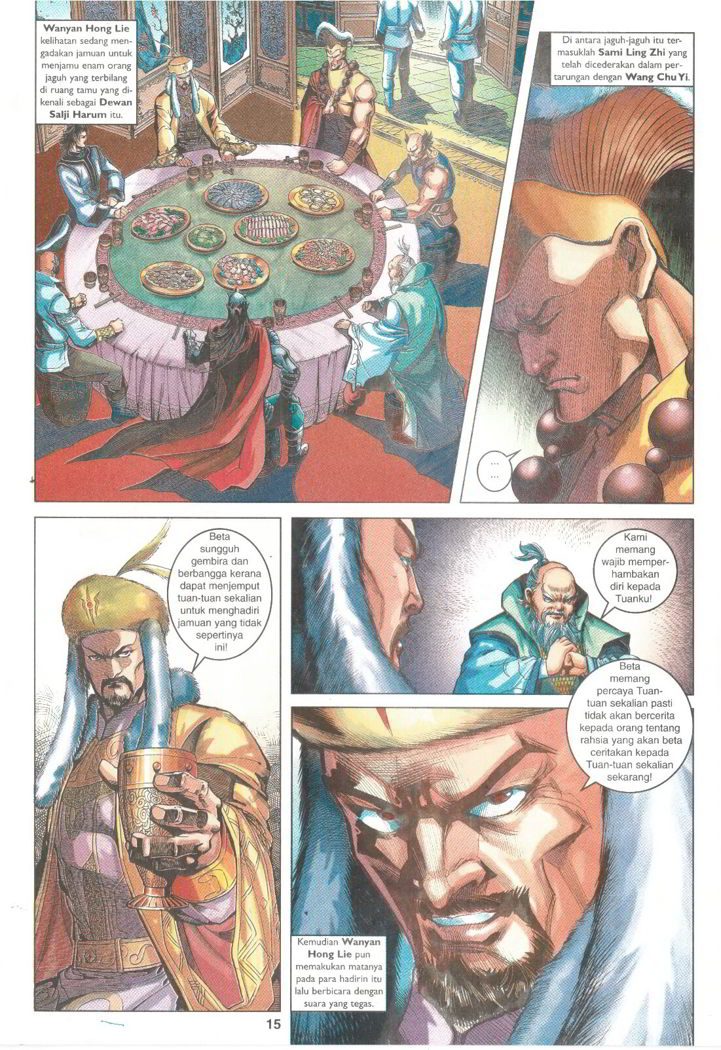 Wanyan Hong Lie
kelihatan sedang men-
gadakan jamuan untuk
menjamu enam orang
jaguh yang terbilang
di ruang tamu yang di-
kenali sebagai Dewan
Salji Harum itu.
Di antara jaguh-jaguh itu ter-
masuklah Sami Ling Zhi yang
telah dicederakan dalam per-
tarungan dengan Wang Chu Yi.
...
...
Beta
sungguh
gembira dan
berbangga kerana
dapat menjemput
tuan-tuan sekalian
untuk menghadiri
jamuan yang tidak
sepertinya
ini!
Kami
memang
wajib memper-
hambakan
diri kepada
Tuanku!
Beta
memang
percaya Tuan-
tuan sekalian pasti
tidak akan bercerita
kepada orang tentang
rahsia yang akan beta
ceritakan kepada
Tuan-tuan sekalian
sekarang!
Kemudian Wanyan
Hong Lie pun
memakukan matanya
pada para hadirin itu
lalu berbicara dengan
suara yang tegas.
15